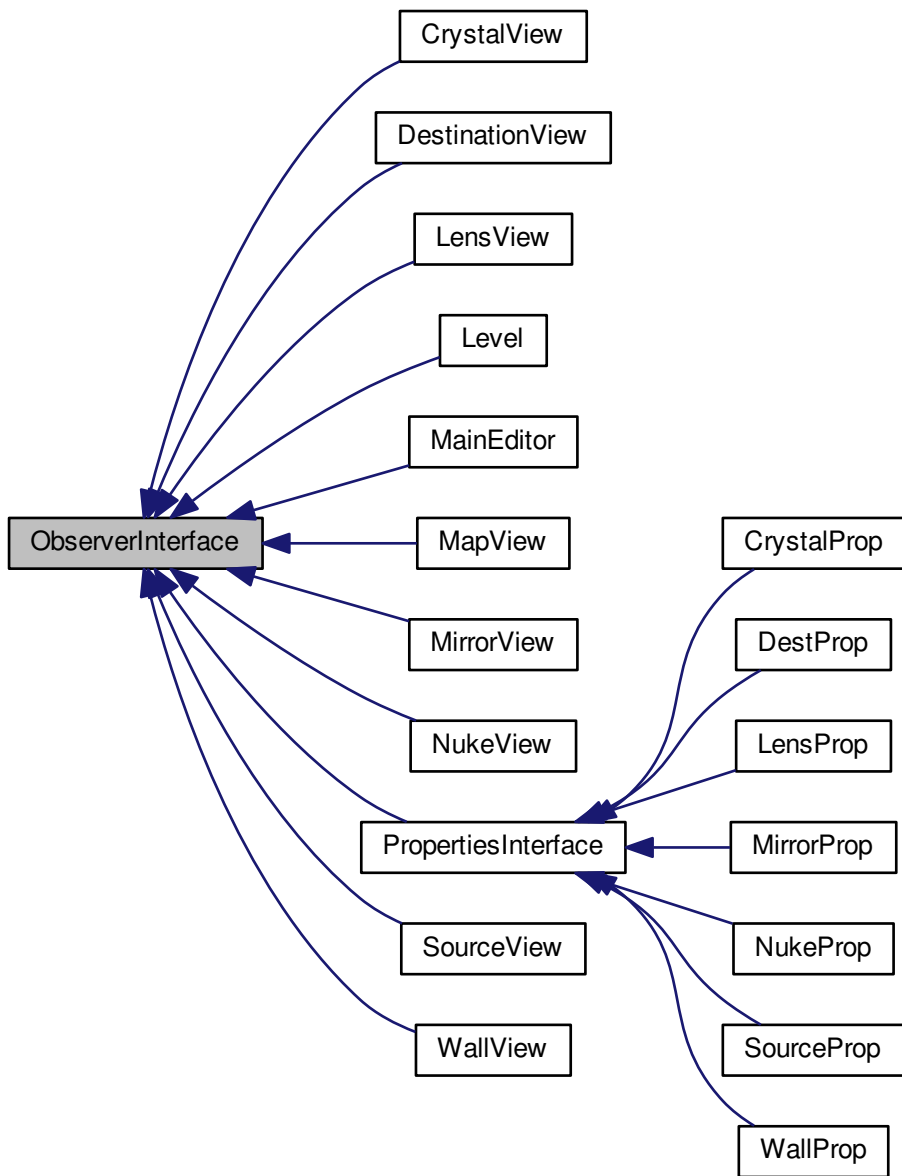 CrystalView
DestinationView
LensView
Level
MainEditor
ObserverInterface
MapView
CrystalProp
MirrorView
DestProp
NukeView
LensProp
PropertiesInterface
MirrorProp
SourceView
NukeProp
WallView
SourceProp
WallProp